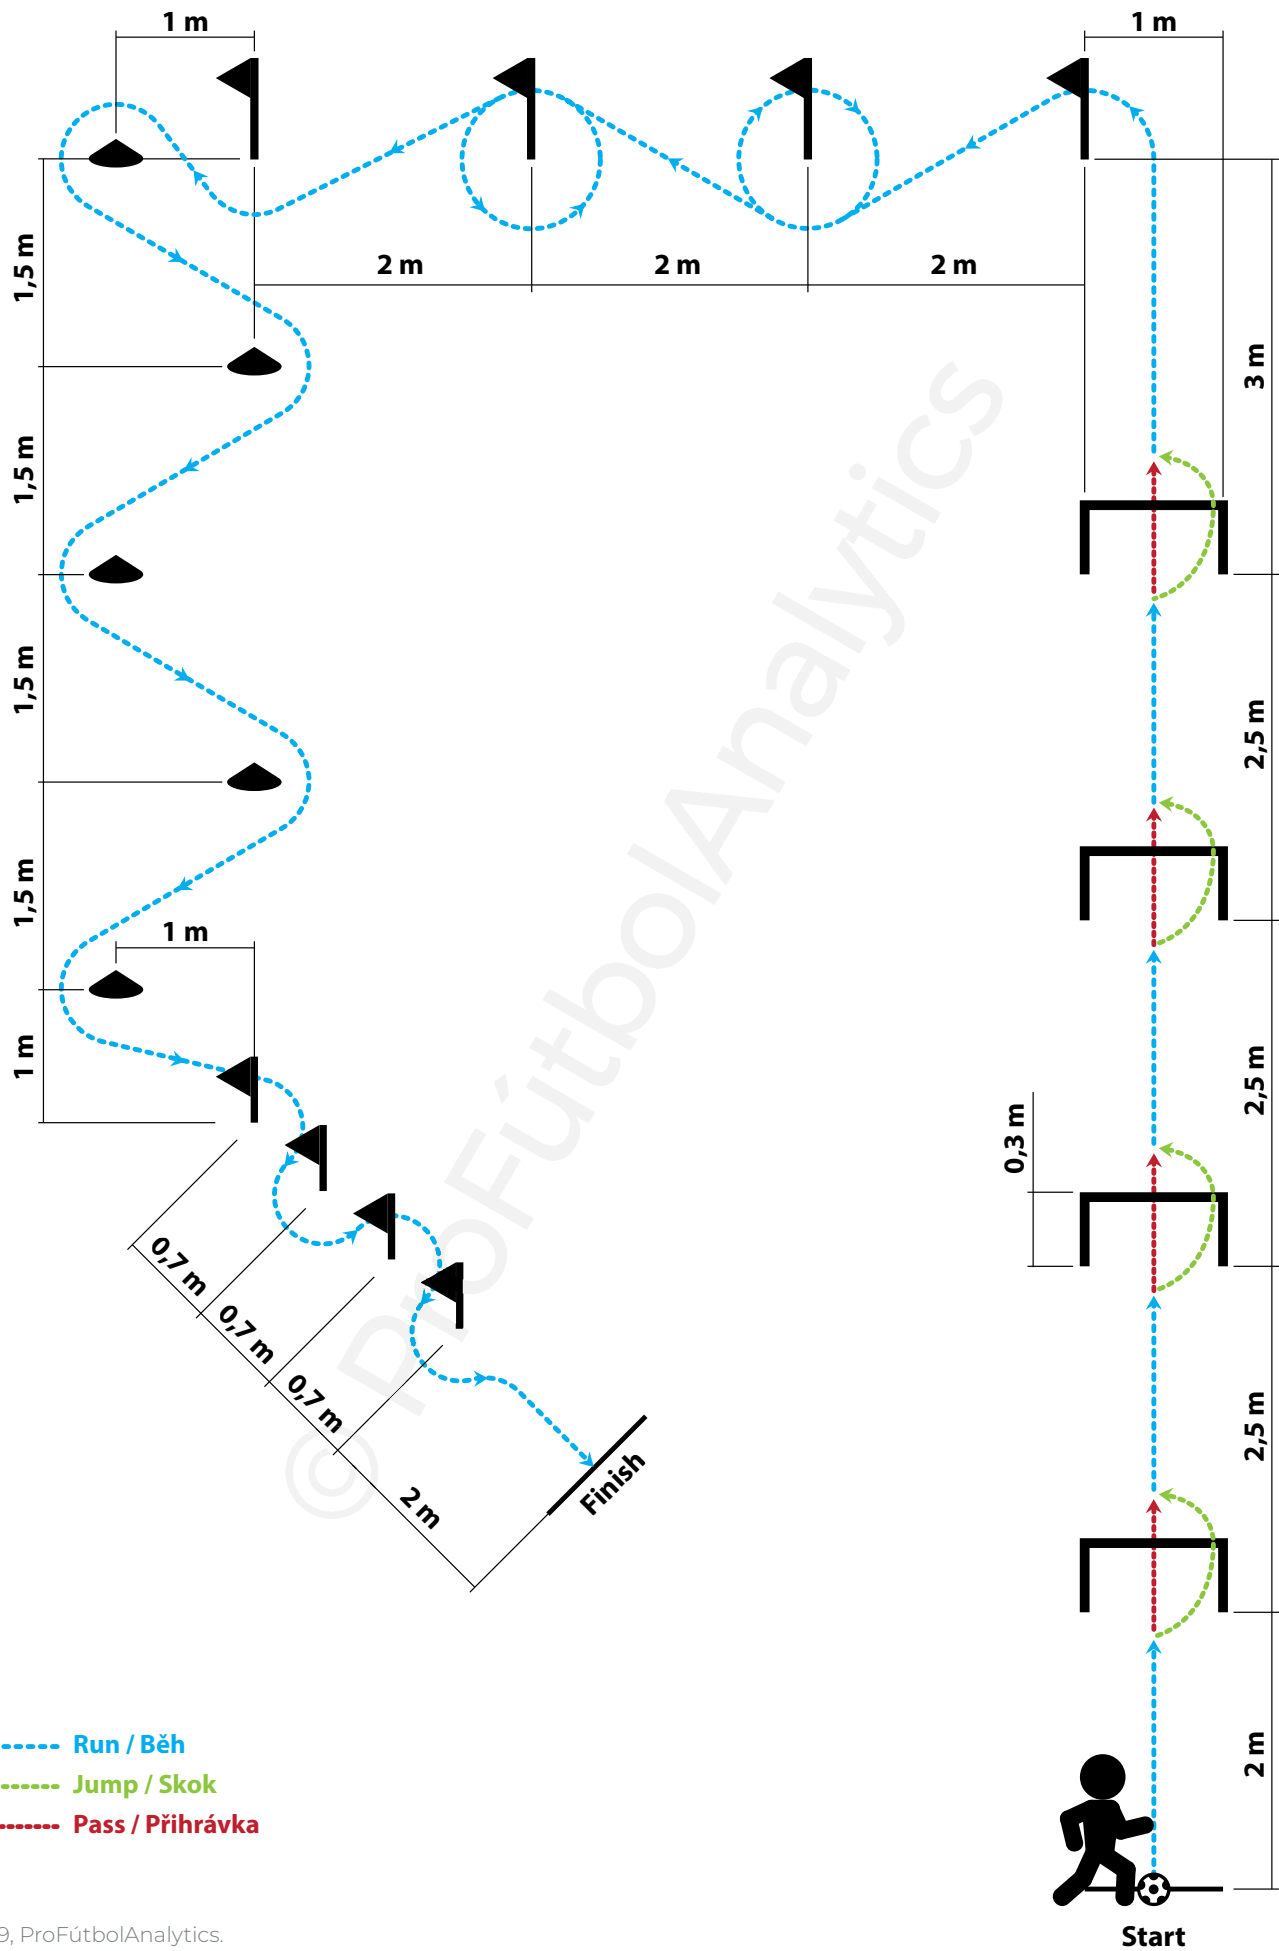 1 m
1 m
2 m
2 m
2 m
1,5 m
3 m
1,5 m
1,5 m
2,5 m
1,5 m
1 m
1 m
2,5 m
0,3 m
0,7 m
0,7 m
0,7 m
2,5 m
2 m
Finish
© ProFútbolAnalytics
Run / Běh
Jump / Skok
Pass / Přihrávka
2 m
Start
9, ProFútbolAnalytics.